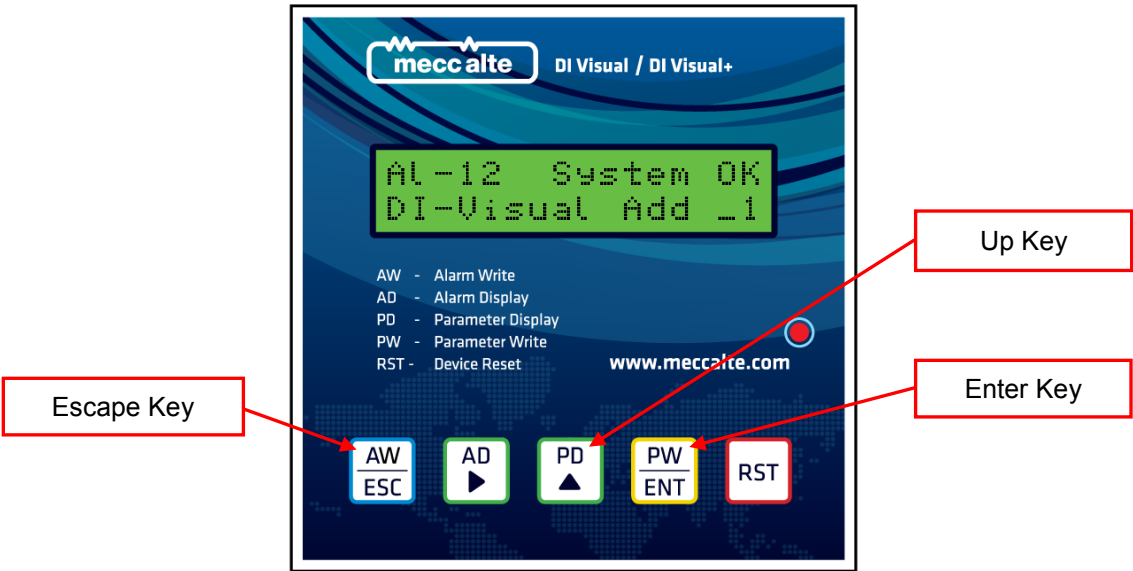 mecc alte DI Visual / DI Visual+
AL-12 System OK
DI-Visual Add _1
Up Key
AW - Alarm Write
AD - Alarm Display
PD - Parameter Display
PW - Parameter Write
RST - Device Reset
www.meccalte.com
Enter Key
Escape Key
AW
ESC
AD
PD
PW
ENT
RST